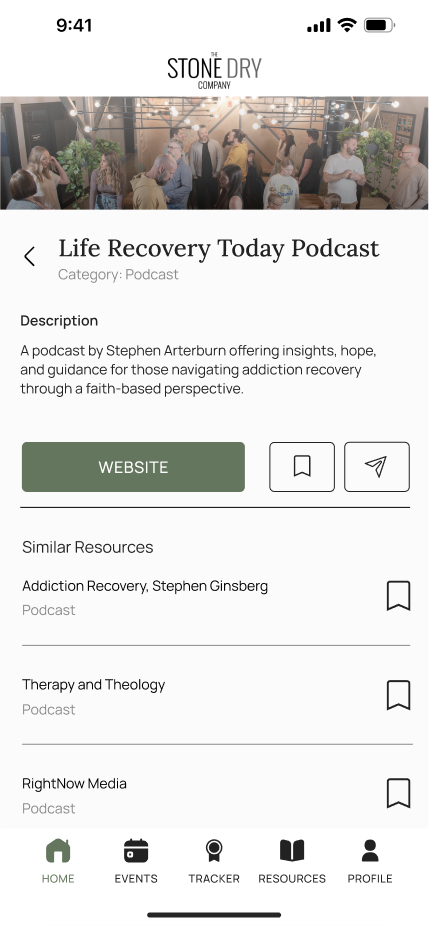 9:41
THE
STONE DRY
COMPANY
Life Recovery Today Podcast
Category: Podcast
Description
A podcast by Stephen Arterburn offering insights, hope,
and guidance for those navigating addiction recovery
through a faith-based perspective.
WEBSITE
Similar Resources
Addiction Recovery, Stephen Ginsberg
Podcast
Therapy and Theology
Podcast
RightNow Media
Podcast
HOME EVENTS TRACKER RESOURCES PROFILE